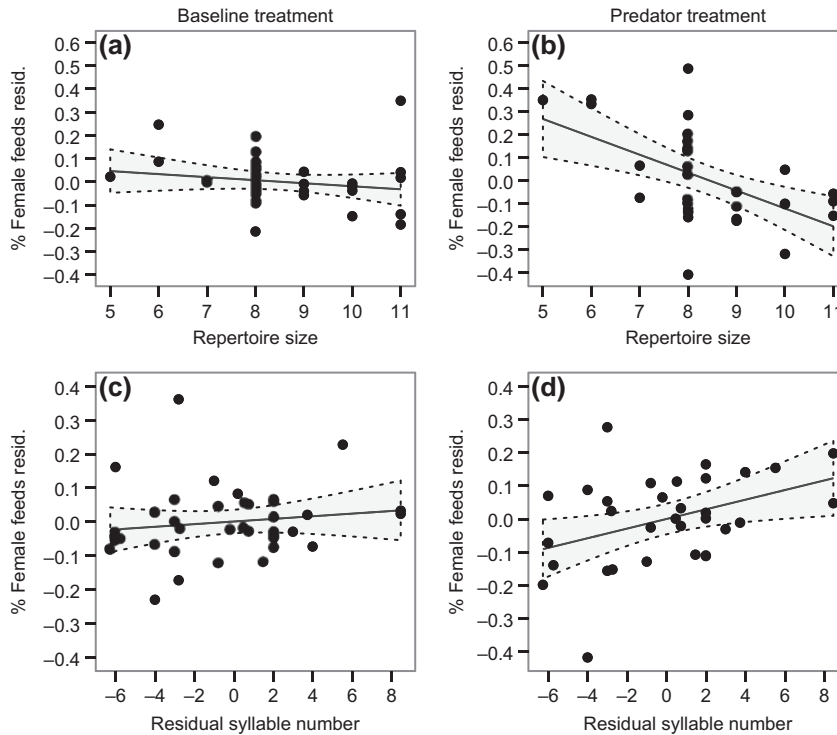 Baseline treatment
Predator treatment
(a)
% Female feeds resid.
0.6
0.5
0.4
0.3
0.2
0.1
0.0
–0.1
–0.2
–0.3
–0.4
5 6 7 8 9 10 11
Repertoire size
(b)
% Female feeds resid.
0.6
0.5
0.4
0.3
0.2
0.1
0.0
–0.1
–0.2
–0.3
–0.4
5 6 7 8 9 10 11
Repertoire size
(c)
% Female feeds resid.
0.4
0.3
0.2
0.1
0.0
–0.1
–0.2
–0.3
–0.4
–6 –4 –2 0 2 4 6 8
Residual syllable number
(d)
% Female feeds resid.
0.4
0.3
0.2
0.1
0.0
–0.1
–0.2
–0.3
–0.4
–6 –4 –2 0 2 4 6 8
Residual syllable number